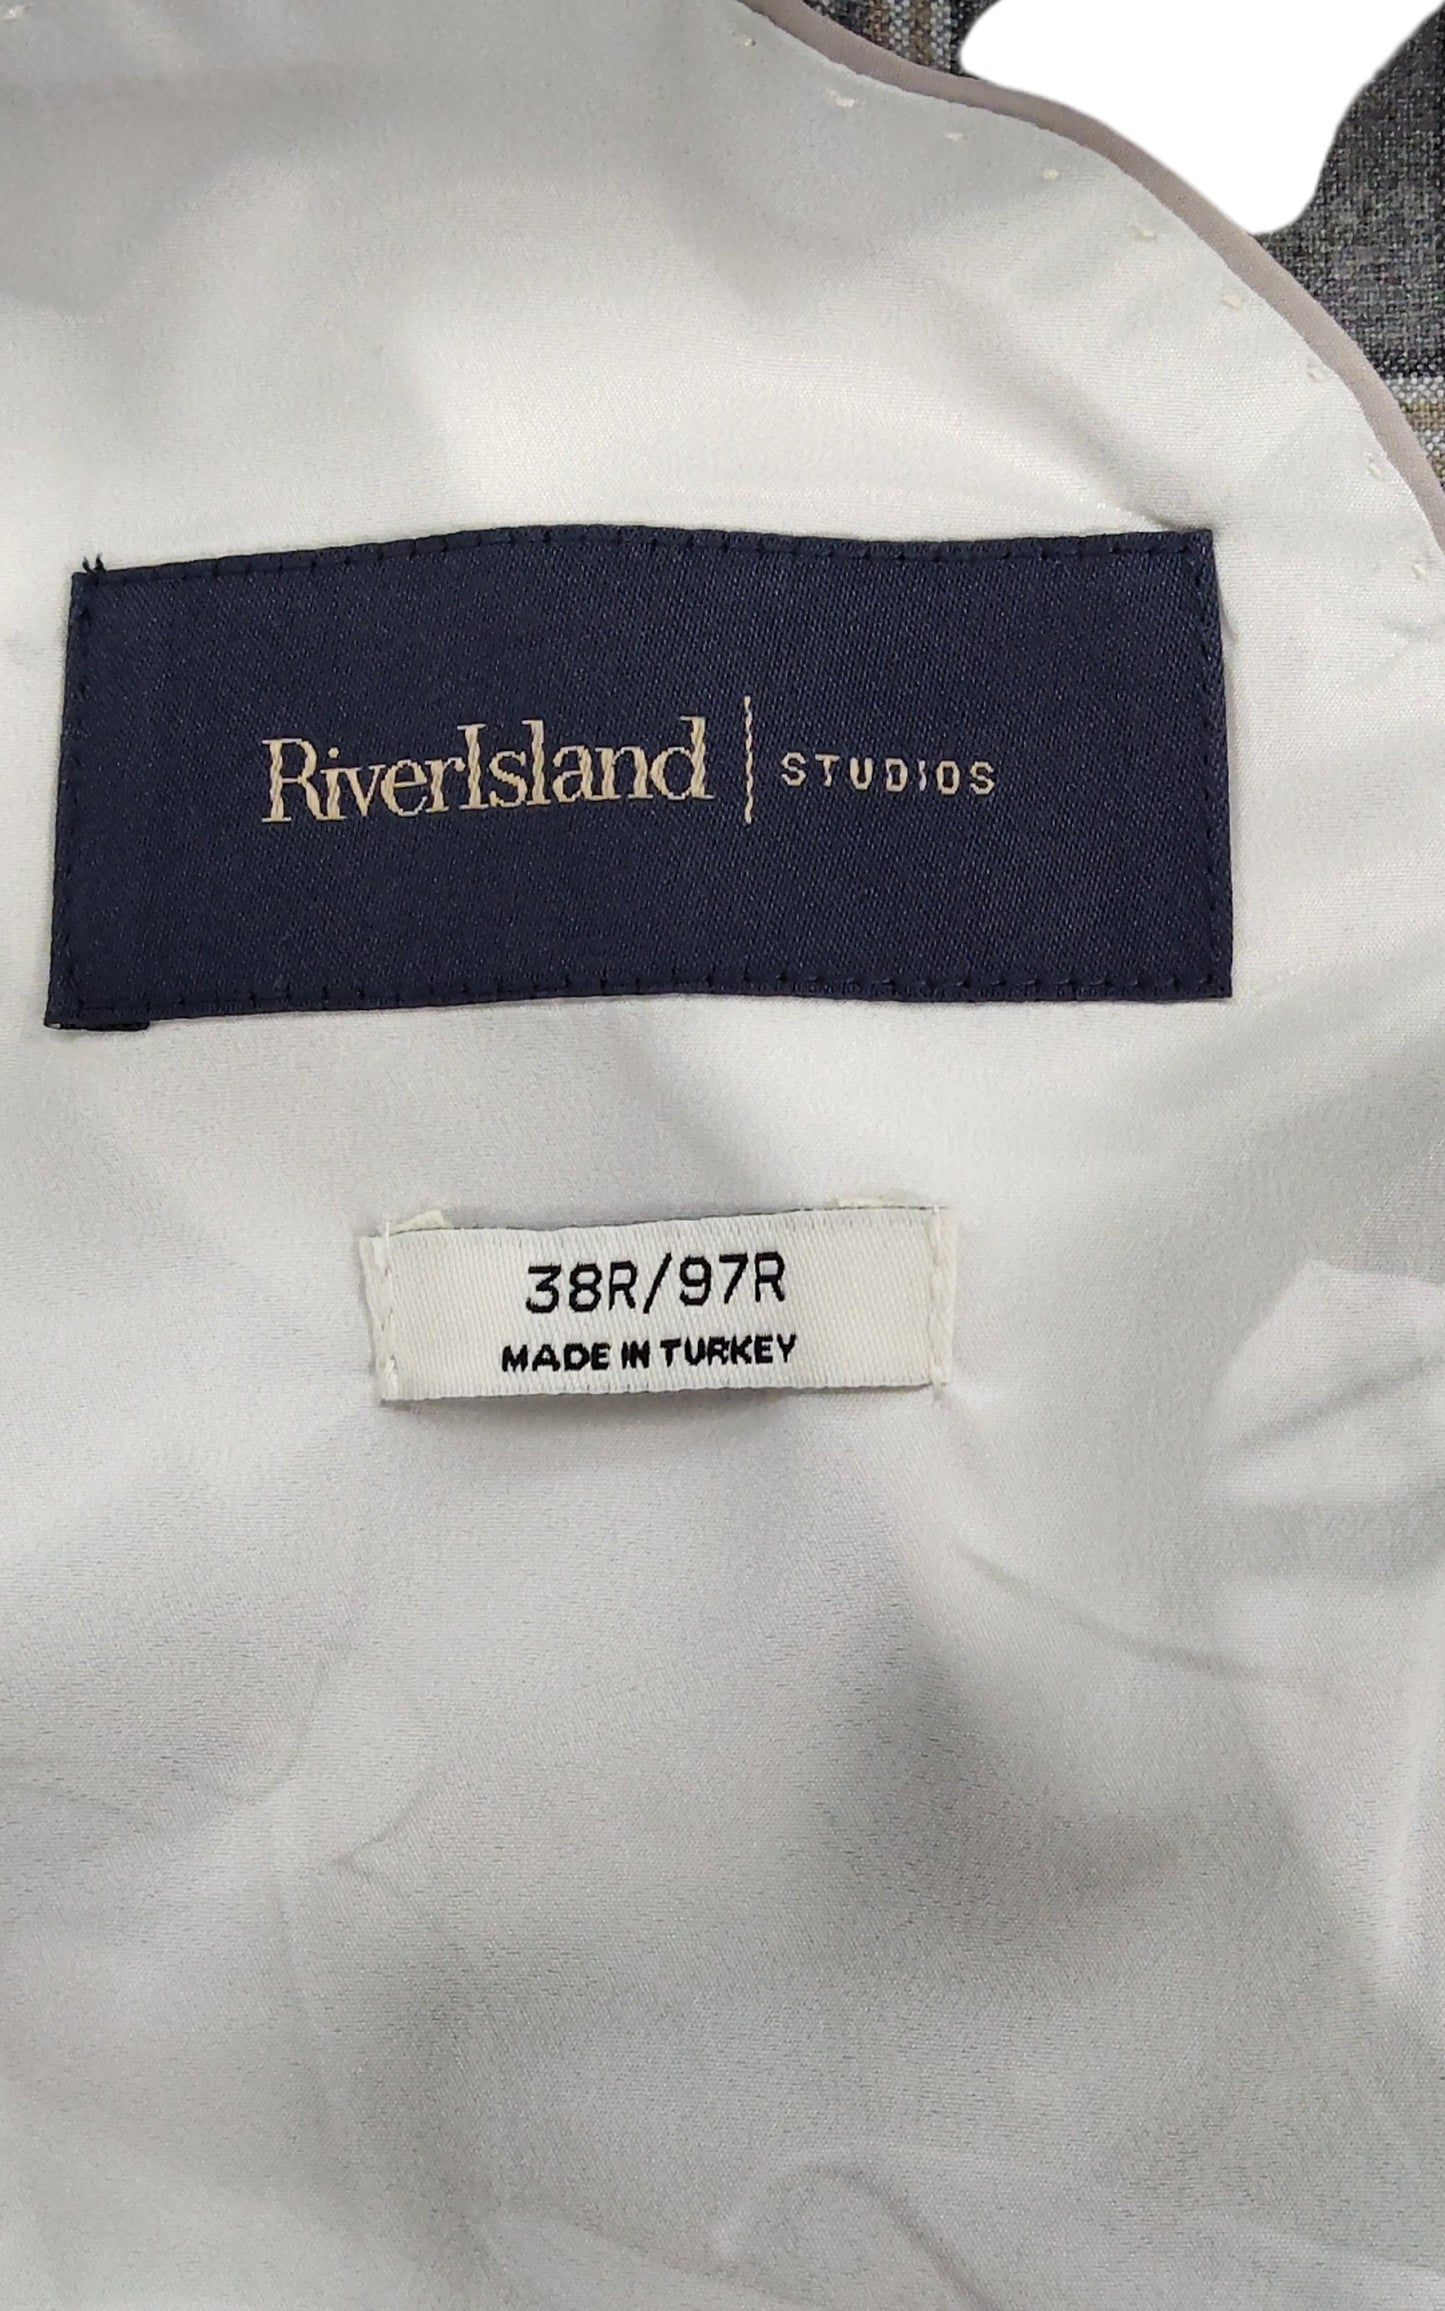 RiverIsland | STUDIOS
38R/97R
MADE IN TURKEY